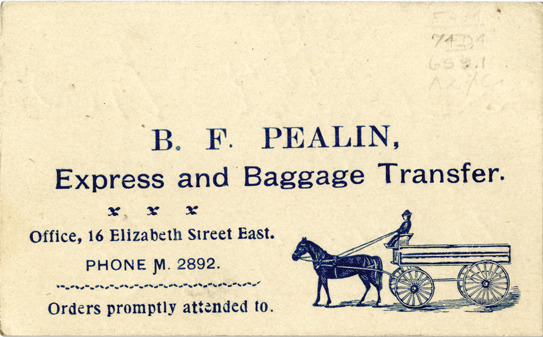 B. F. PEALIN,
Express and Baggage Transfer.
x x x
Office, 16 Elizabeth Street East.
PHONE M. 2892.
Orders promptly attended to.